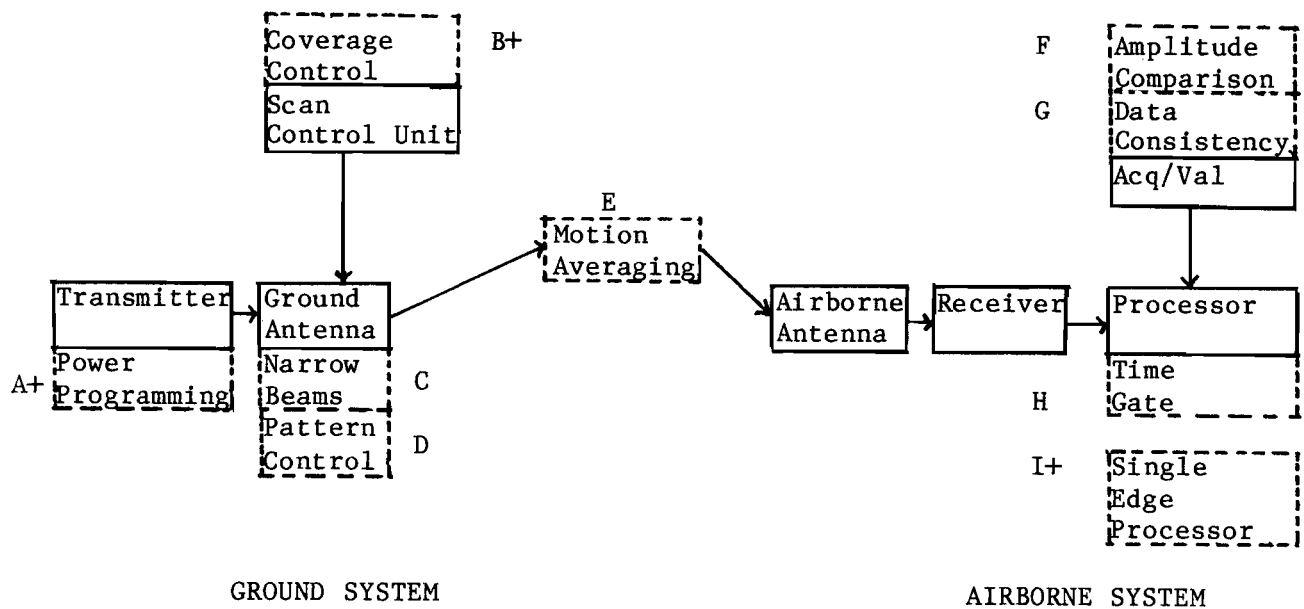 Coverage
Control
B+
Scan
Control Unit
F
Amplitude
Comparison
G
Data
Consistency
Acq/Val
E
Motion
Averaging
Transmitter
Ground
Antenna
Airborne
Antenna
Receiver
Processor
A+
Power
Programming
Narrow
Beams
C
Pattern
Control
D
H
Time
Gate
I+
Single
Edge
Processor
GROUND SYSTEM
AIRBORNE SYSTEM